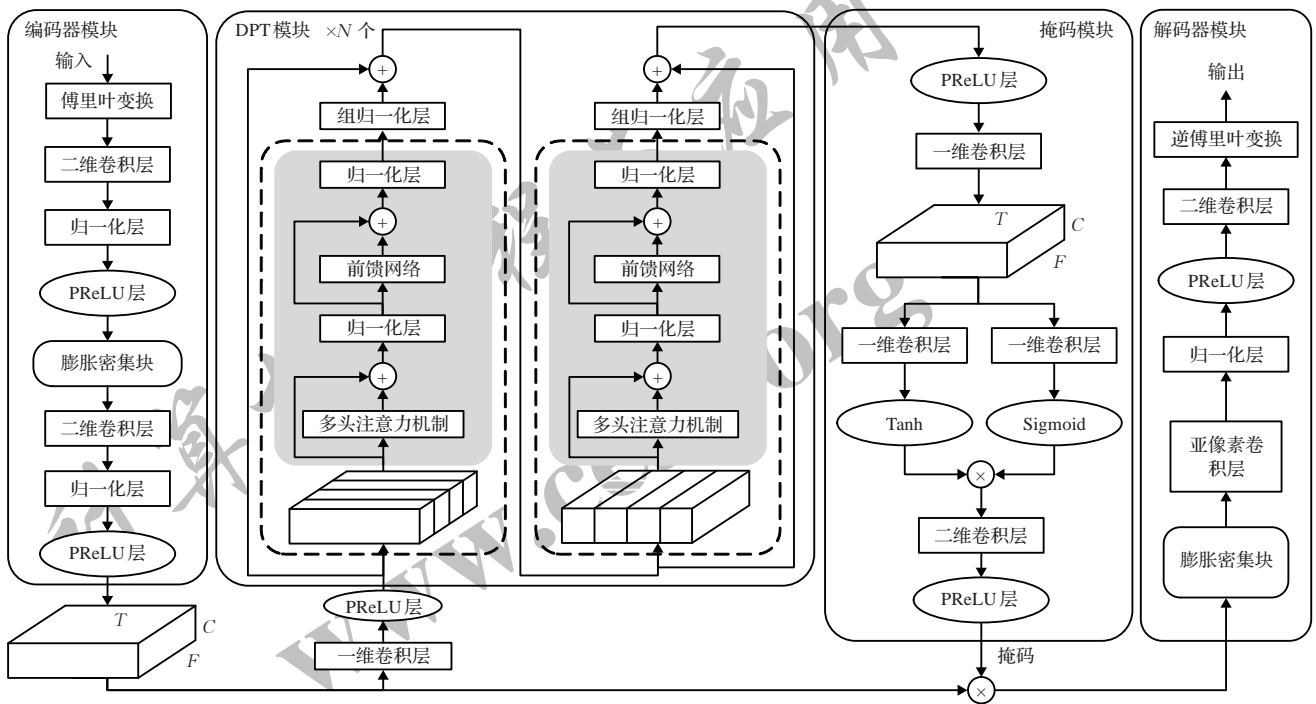 编码器模块
输入
傅里叶变换
二维卷积层
归一化层
PReLU层
膨胀密集块
二维卷积层
归一化层
PReLU层
T
C
F
DPT模块 ×N 个
+
组归一化层
归一化层
+
前馈网络
归一化层
+
多头注意力机制
PReLU层
一维卷积层
+
组归一化层
归一化层
+
前馈网络
归一化层
+
多头注意力机制
掩码模块
PReLU层
一维卷积层
T
C
F
一维卷积层
一维卷积层
Tanh
Sigmoid
×
二维卷积层
PReLU层
掩码
×
解码器模块
输出
逆傅里叶变换
二维卷积层
PReLU层
归一化层
亚像素卷
积层
膨胀密集块